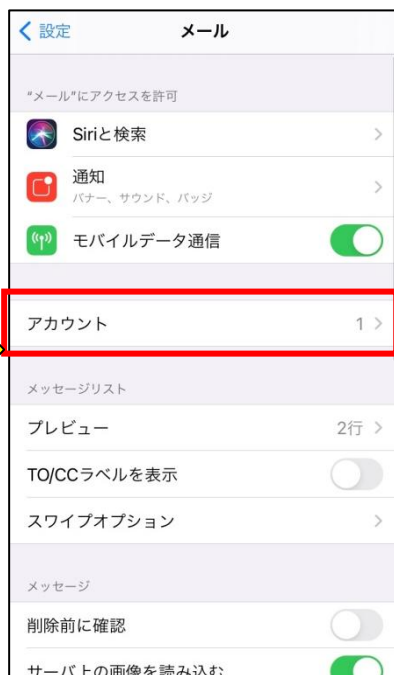 設定
メール
"メール"にアクセスを許可
Siriと検索
通知
バナー、サウンド、バッジ
モバイルデータ通信
アカウント 1
メッセージリスト
プレビュー 2行
TO/CCラベルを表示
スワイプオプション
メッセージ
削除前に確認
サーバ上の画像を読み込む